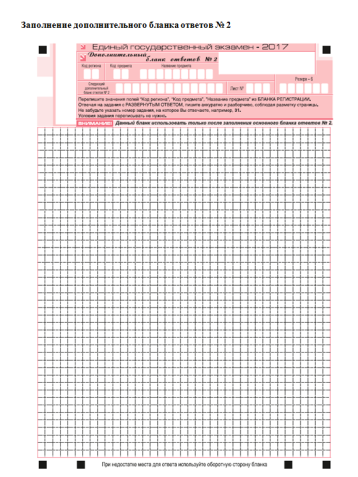 Заполнение дополнительного бланка ответов № 2
Единый государственный экзамен - 2017
Дополнительный
бланк ответов № 2
Код региона Код предмета Название предмета
Резерв - 5
Следующий
дополнительный
бланк ответов № 2
Лист №
Перепишите значения полей "Код региона", "Код предмета", "Название предмета" из БЛАНКА РЕГИСТРАЦИИ.
Отвечая на задания с РАЗВЕРНУТЫМ ОТВЕТОМ, пишите аккуратно и разборчиво, соблюдая разметку страницы.
Не забудьте указать номер задания, на которое Вы отвечаете, например, 31.
Условия задания переписывать не нужно.
ВНИМАНИЕ! Данный бланк использовать только после заполнения основного бланка ответов № 2.
При недостатке места для ответа используйте оборотную сторону бланка